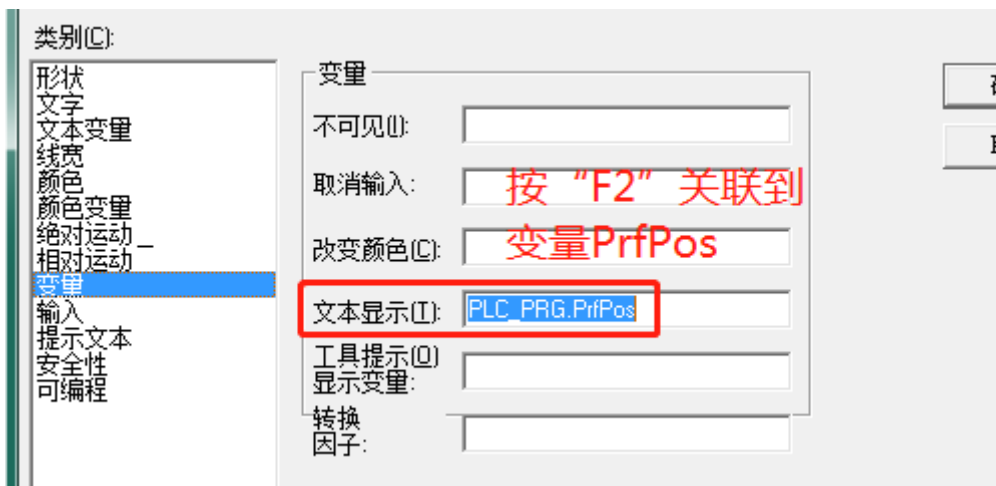 类别(C):
形状
文字
文本变量
线宽
颜色
颜色变量
绝对运动_
相对运动
变量
输入
提示文本
安全性
可编程
变量
不可见(I):
取消输入:
按“F2”关联到
改变颜色(C):
变量PrfPos
文本显示(T):
PLC_PRG.PrfPos
工具提示(O)
显示变量:
转换
因子: